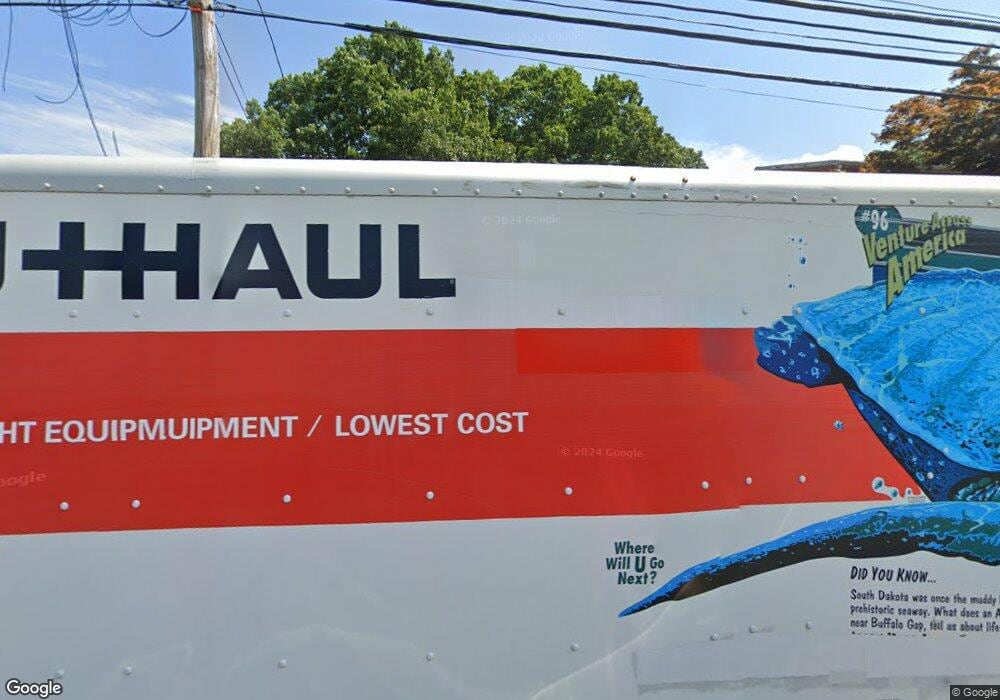 U-HAUL
#96
Venture Across
America
HT EQUIPMUIPMENT / LOWEST COST
Where
Will U Go
Next?
DID YOU KNOW...
South Dakota was once the muddy
prehistoric seaway. What does an A
near Buffalo Gap, tell us about life
© 2024 Google
© 2024 Google
© 2024 Google
oogle
Google
© Google